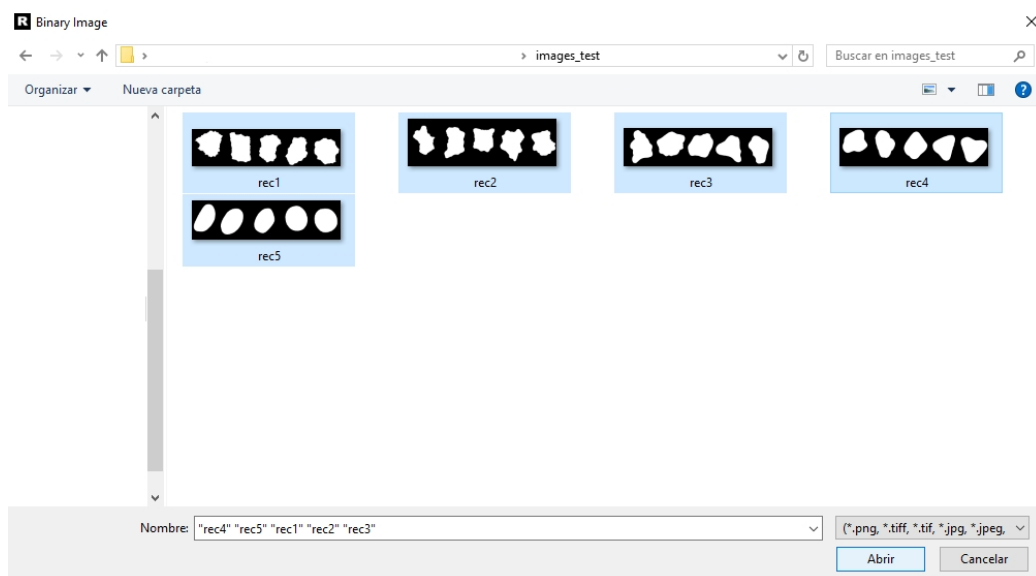 R Binary Image
images_test
Buscar en images_test
Organizar
Nueva carpeta
rec1
rec2
rec3
rec4
rec5
Nombre: "rec4" "rec5" "rec1" "rec2" "rec3"
(*.png, *.tiff, *.tif, *.jpg, *.jpeg,
Abrir
Cancelar